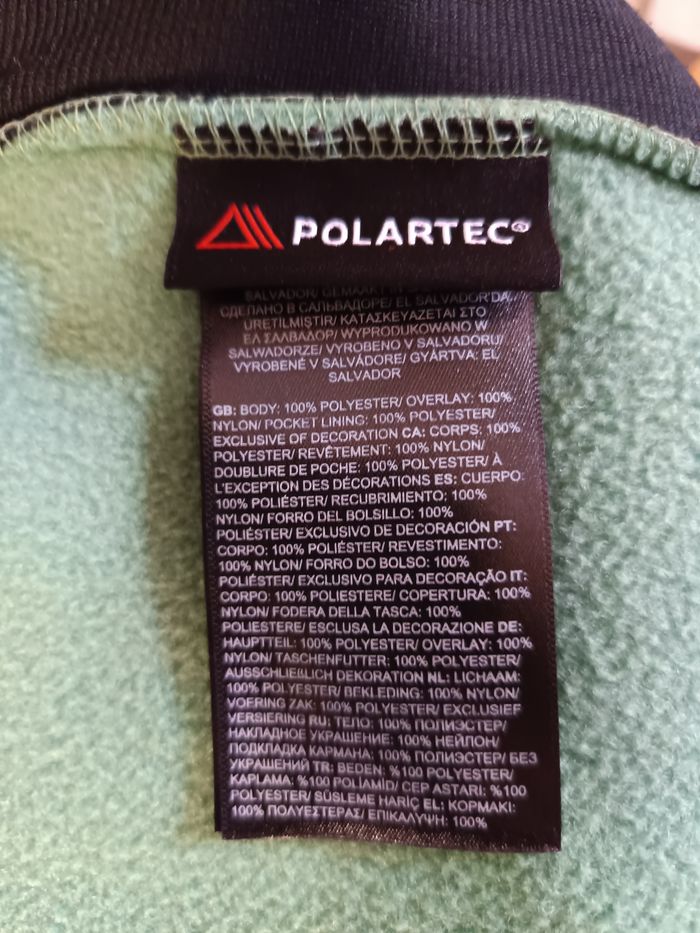 POLARTEC®
SALVADOR/ GEMAAKT IN
СДЕЛАНО В САЛЬВАДОРЕ/ EL SALVADOR'DA
ÜRETİLMİŞTİR/ ΚΑΤΑΣΚΕΥΑΖΕΤΑΙ ΣΤΟ
ΕΛ ΣΑΛΒΑΔΟΡ/ WYPRODUKOWANO W
SALWADORZE/ VYROBENO V SALVADORU/
VYROBENÉ V SALVÁDORE/ GYÁRTVA: EL
SALVADOR
GB: BODY: 100% POLYESTER/ OVERLAY: 100%
NYLON/ POCKET LINING: 100% POLYESTER/
EXCLUSIVE OF DECORATION CA: CORPS: 100%
POLYESTER/ REVÊTEMENT: 100% NYLON/
DOUBLURE DE POCHE: 100% POLYESTER/ À
L'EXCEPTION DES DÉCORATIONS ES: CUERPO:
100% POLIÉSTER/ RECUBRIMIENTO: 100%
NYLON/ FORRO DEL BOLSILLO: 100%
POLIÉSTER/ EXCLUSIVO DE DECORACIÓN PT:
CORPO: 100% POLIÉSTER/ REVESTIMENTO:
100% NYLON/ FORRO DO BOLSO: 100%
POLIÉSTER/ EXCLUSIVO PARA DECORAÇÃO IT:
CORPO: 100% POLIESTERE/ COPERTURA: 100%
NYLON/ FODERA DELLA TASCA: 100%
POLIESTERE/ ESCLUSA LA DECORAZIONE DE:
HAUPTTEIL: 100% POLYESTER/ OVERLAY: 100%
NYLON/ TASCHENFUTTER: 100% POLYESTER/
AUSSCHLIEẞLICH DEKORATION NL: LICHAAM:
100% POLYESTER/ BEKLEDING: 100% NYLON/
VOERING ZAK: 100% POLYESTER/ EXCLUSIEF
VERSIERING RU: ТЕЛО: 100% ПОЛИЭСТЕР/
НАКЛАДНОЕ УКРАШЕНИЕ: 100% НЕЙЛОН/
ПОДКЛАДКА КАРМАНА: 100% ПОЛИЭСТЕР/ БЕЗ
УКРАШЕНИЙ TR: BEDEN: %100 POLYESTER/
KAPLAMA: %100 POLİAMİD/ CEP ASTARI: %100
POLYESTER/ SÜSLEME HARİÇ EL: ΚΟΡΜΑΚΙ:
100% ΠΟΛΥΕΣΤΕΡΑΣ/ ΕΠΙΚΑΛΥΨΗ: 100%